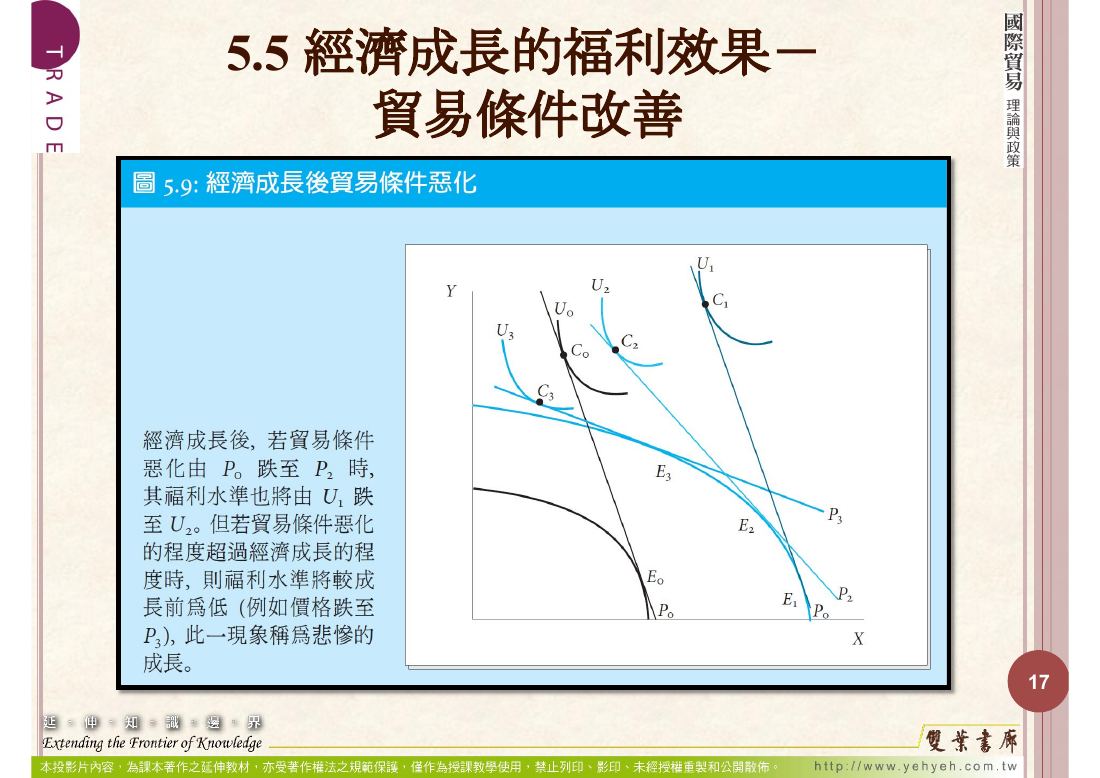 TRADE
5.5 經濟成長的福利效果－
貿易條件改善
國際貿易 理論與政策
圖 5.9: 經濟成長後貿易條件惡化
經濟成長後, 若貿易條件
惡化由 P₀ 跌至 P₂ 時,
其福利水準也將由 U₁ 跌
至 U₂。但若貿易條件惡化
的程度超過經濟成長的程
度時, 則福利水準將較成
長前爲低 (例如價格跌至
P₃), 此一現象稱爲悲慘的
成長。
Y
U₃
U₀
U₂
U₁
C₀
C₂
C₁
C₃
E₃
E₂
P₃
E₀
P₀
E₁
P₀
P₂
X
17
延‧伸‧知‧識‧邊‧界
Extending the Frontier of Knowledge
雙葉書廊
本投影片內容，為課本著作之延伸教材，亦受著作權法之規範保護，僅作為授課教學使用，禁止列印、影印、未經授權重製和公開散佈。
http://www.yehyeh.com.tw